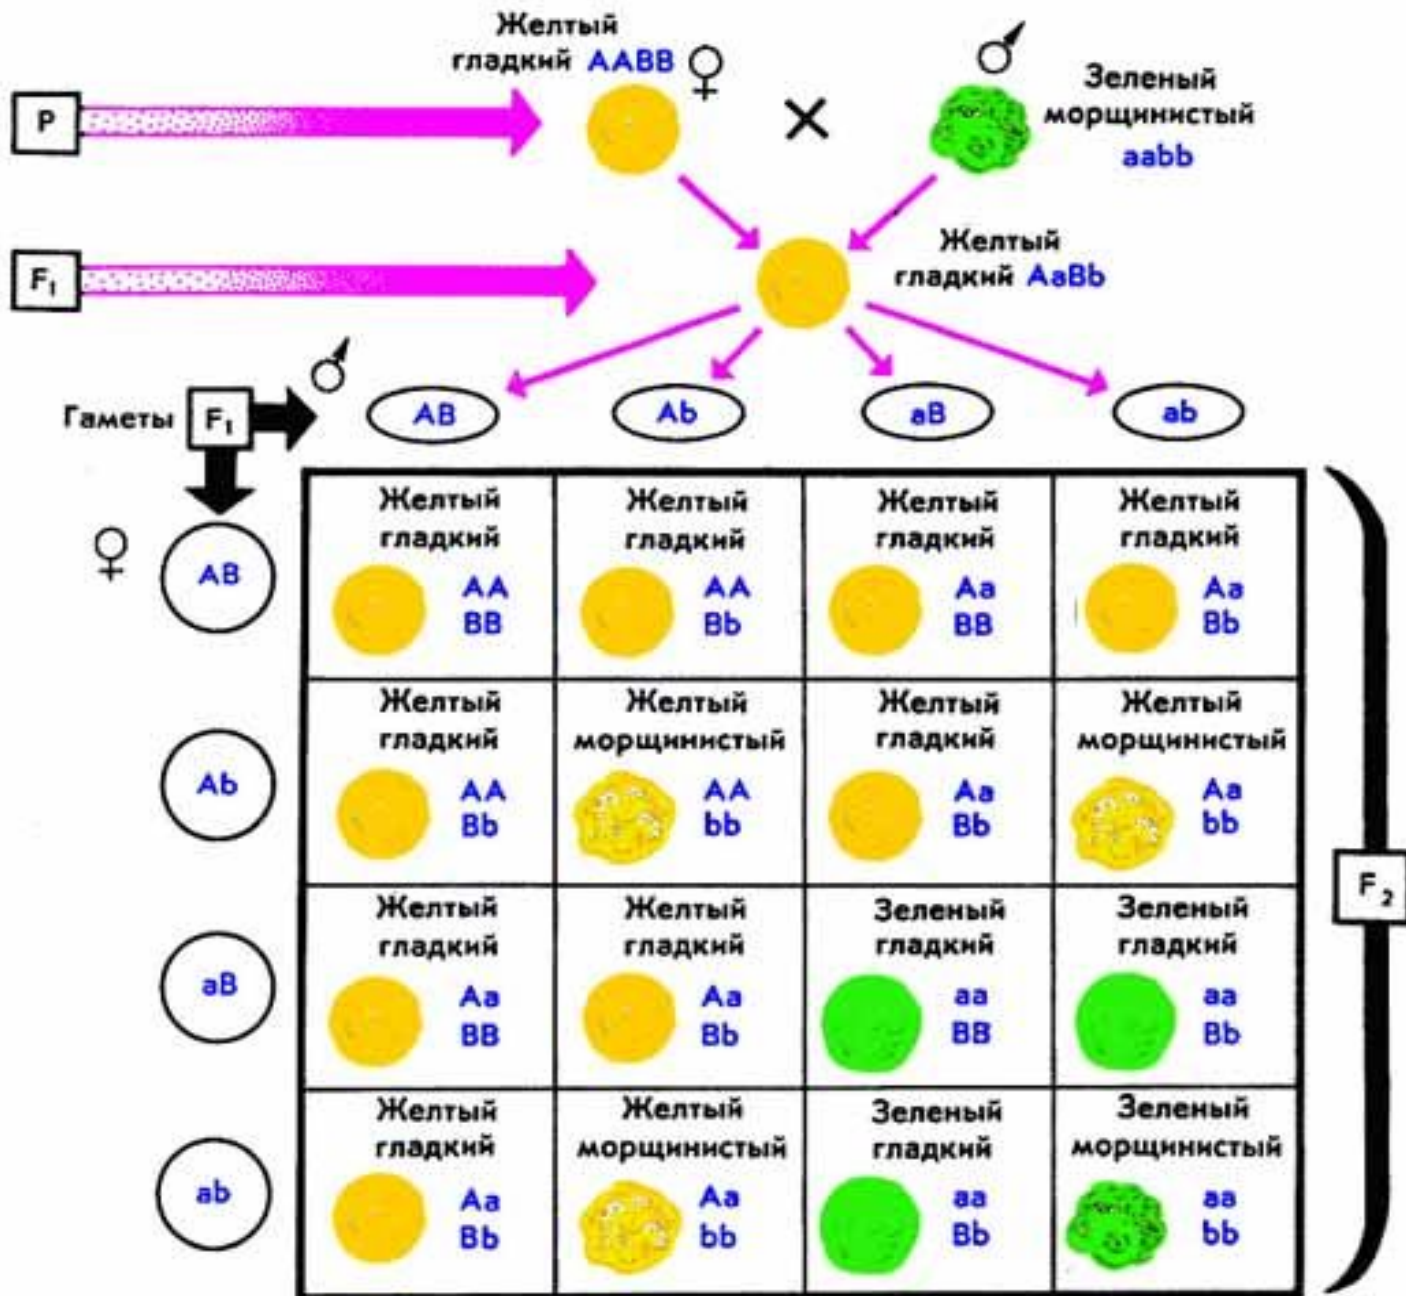 Желтый
гладкий AABB ♀
♂
Зеленый
морщинистый
aabb
P
×
F₁
Желтый
гладкий AaBb
♂
Гаметы F₁
AB Ab aB ab
♀
AB
Желтый Желтый Желтый Желтый
гладкий гладкий гладкий гладкий
AA AA Aa Aa
BB Bb BB Bb
Ab
Желтый Желтый Желтый Желтый
гладкий морщинистый гладкий морщинистый
AA AA Aa Aa
Bb bb Bb bb
F₂
aB
Желтый Желтый Зеленый Зеленый
гладкий гладкий гладкий гладкий
Aa Aa aa aa
BB Bb BB Bb
ab
Желтый Желтый Зеленый Зеленый
гладкий морщинистый гладкий морщинистый
Aa Aa aa aa
Bb bb Bb bb